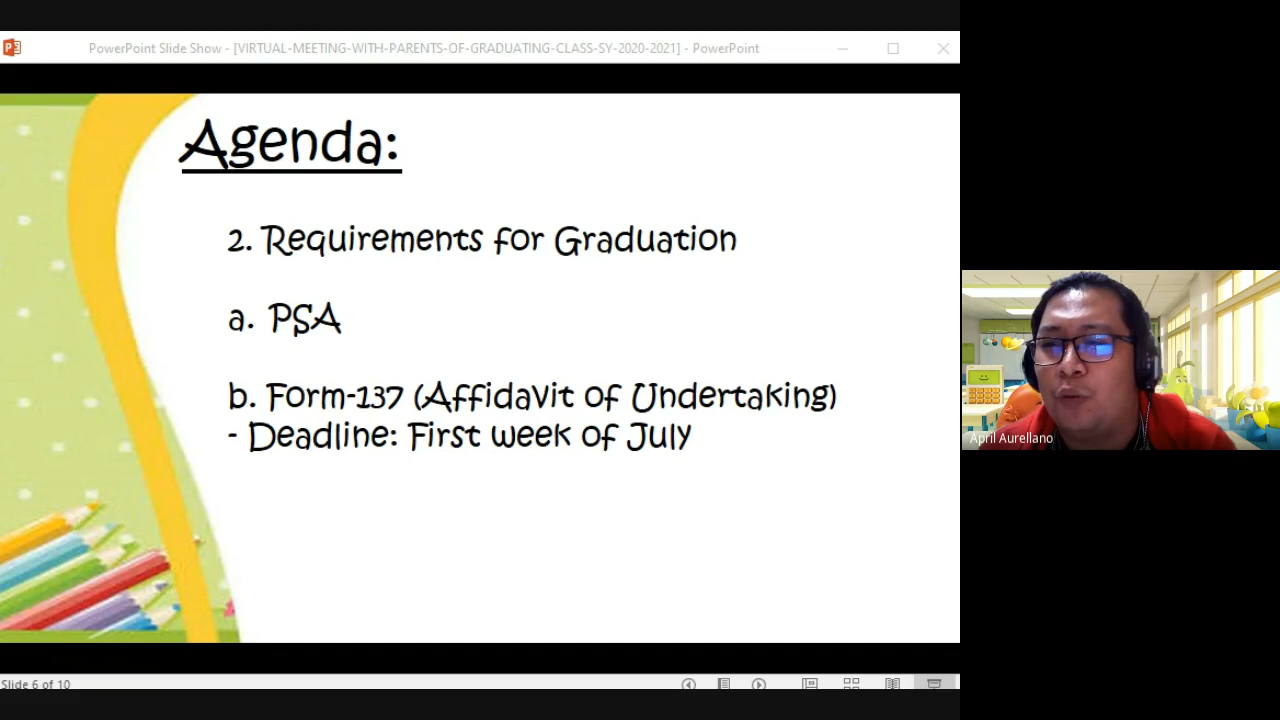 PowerPoint Slide Show - [VIRTUAL-MEETING-WITH-PARENTS-OF-GRADUATING-CLASS-SY-2020-2021] - PowerPoint
Agenda:
2. Requirements for Graduation
a. PSA
b. Form-137 (Affidavit of Undertaking)
- Deadline: First week of July
April Aurellano
Slide 6 of 10